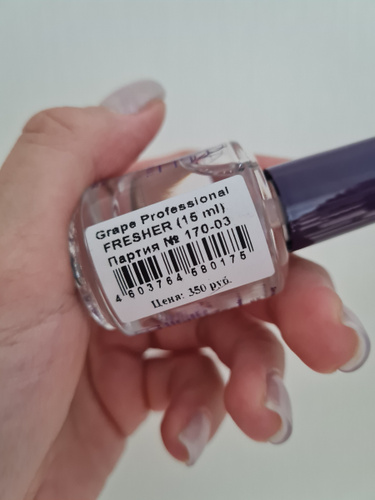 Grape Professional
FRESHER (15 ml)
Партия № 170-03
4 603764 580175
Цена: 350 руб.